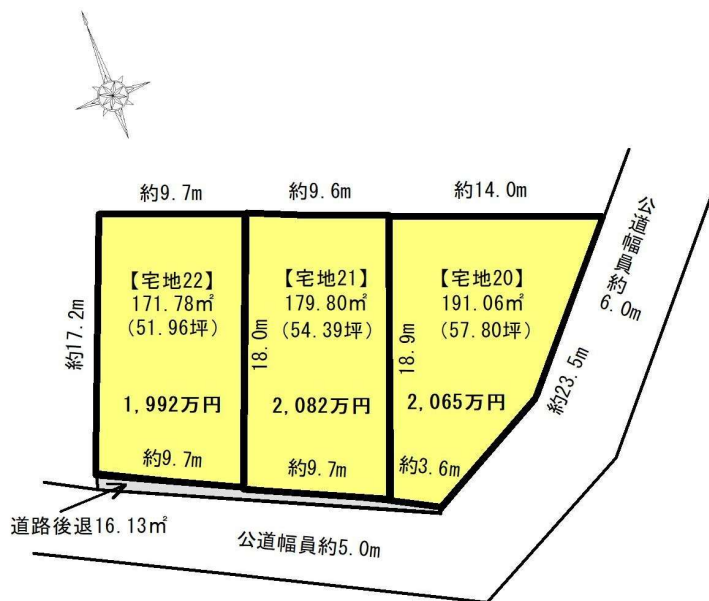 約9.7m
約9.6m
約14.0m
公道幅員約
6.0m
【宅地22】
171.78㎡
(51.96坪)
1,992万円
【宅地21】
179.80㎡
(54.39坪)
2,082万円
【宅地20】
191.06㎡
(57.80坪)
2,065万円
約17.2m
18.0m
18.9m
約23.5m
約9.7m
約9.7m
約3.6m
道路後退16.13㎡
公道幅員約5.0m